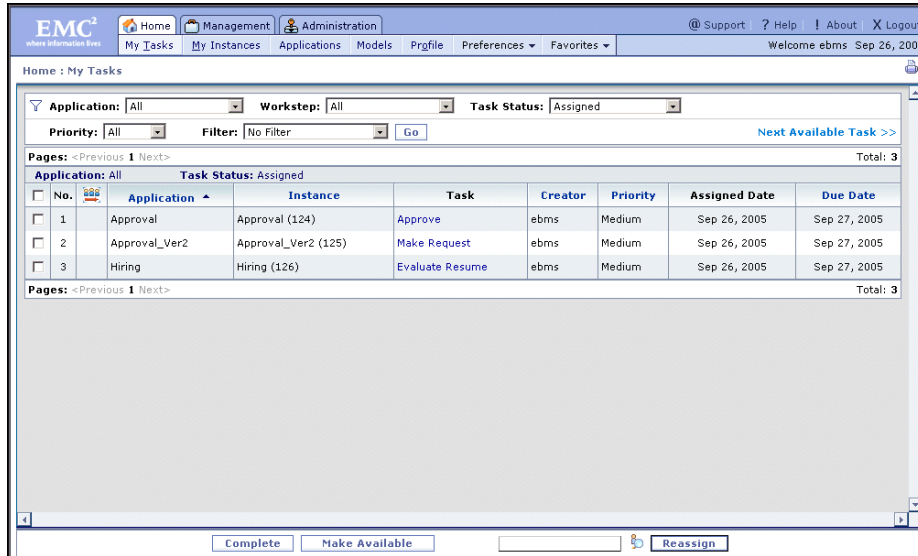 EMC²
where information lives
Home Management Administration @ Support ? Help ! About X Logout
My Tasks My Instances Applications Models Profile Preferences Favorites Welcome ebms Sep 26, 200
Home : My Tasks
Application: All Workstep: All Task Status: Assigned
Priority: All Filter: No Filter Go Next Available Task >>
Pages: <Previous 1 Next> Total: 3
Application: All Task Status: Assigned
No. Application Instance Task Creator Priority Assigned Date Due Date
1 Approval Approval (124) Approve ebms Medium Sep 26, 2005 Sep 27, 2005
2 Approval_Ver2 Approval_Ver2 (125) Make Request ebms Medium Sep 26, 2005 Sep 27, 2005
3 Hiring Hiring (126) Evaluate Resume ebms Medium Sep 26, 2005 Sep 27, 2005
Pages: <Previous 1 Next> Total: 3
Complete Make Available Reassign